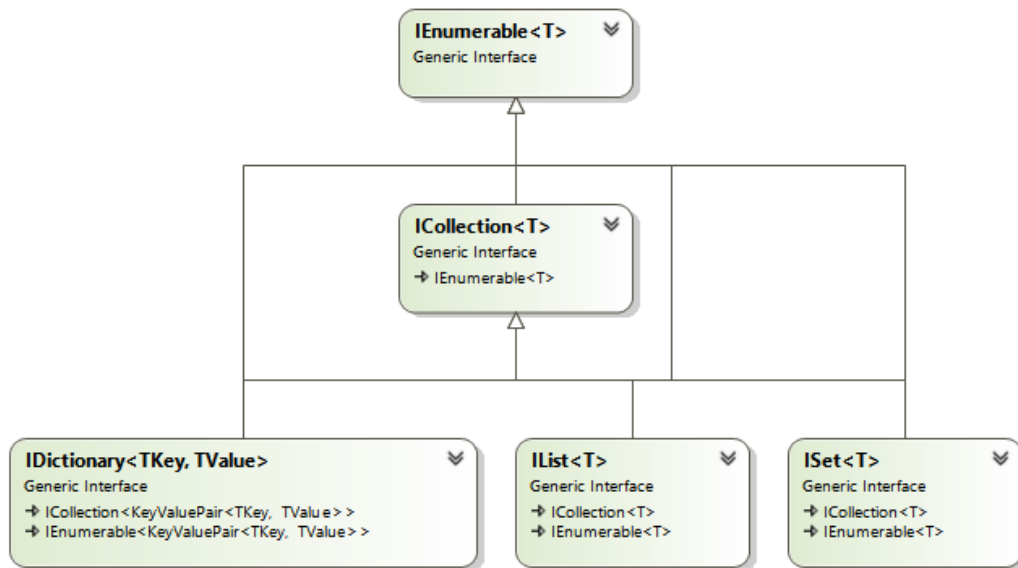 IEnumerable<T>
Generic Interface
ICollection<T>
Generic Interface
IEnumerable<T>
IDictionary<TKey, TValue>
Generic Interface
ICollection<KeyValuePair<TKey, TValue>>
IEnumerable<KeyValuePair<TKey, TValue>>
IList<T>
Generic Interface
ICollection<T>
IEnumerable<T>
ISet<T>
Generic Interface
ICollection<T>
IEnumerable<T>